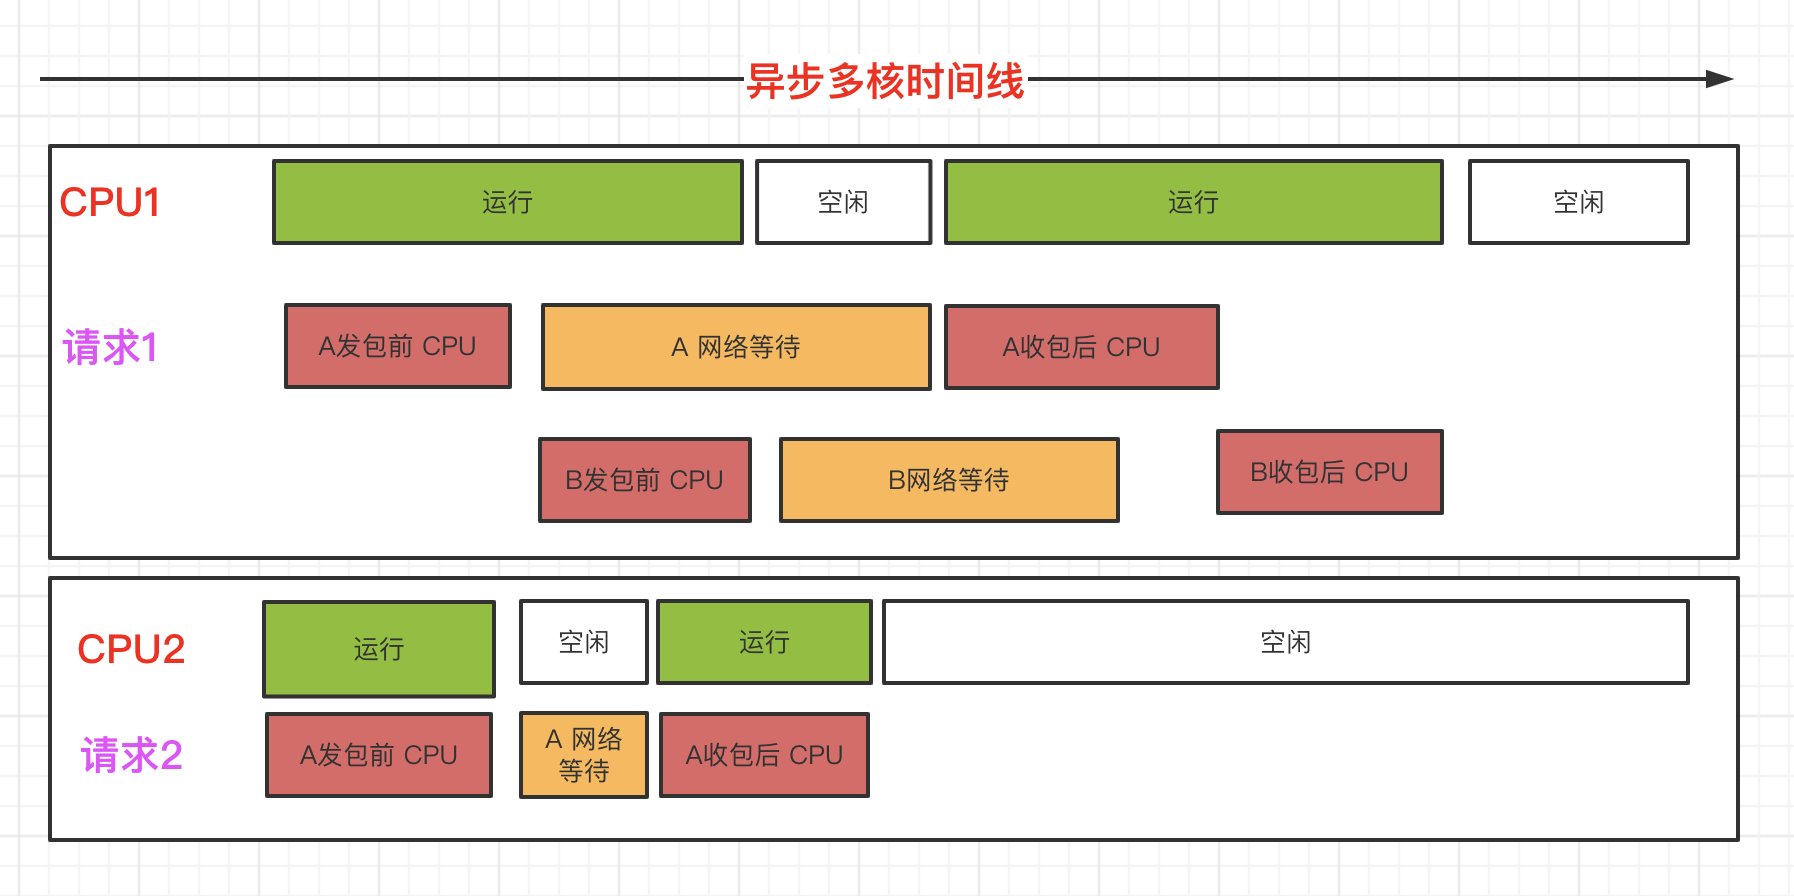 异步多核时间线
CPU1
运行
空闲
运行
空闲
请求1
A发包前 CPU
A 网络等待
A收包后 CPU
B发包前 CPU
B网络等待
B收包后 CPU
CPU2
运行
空闲
运行
空闲
请求2
A发包前 CPU
A 网络
等待
A收包后 CPU